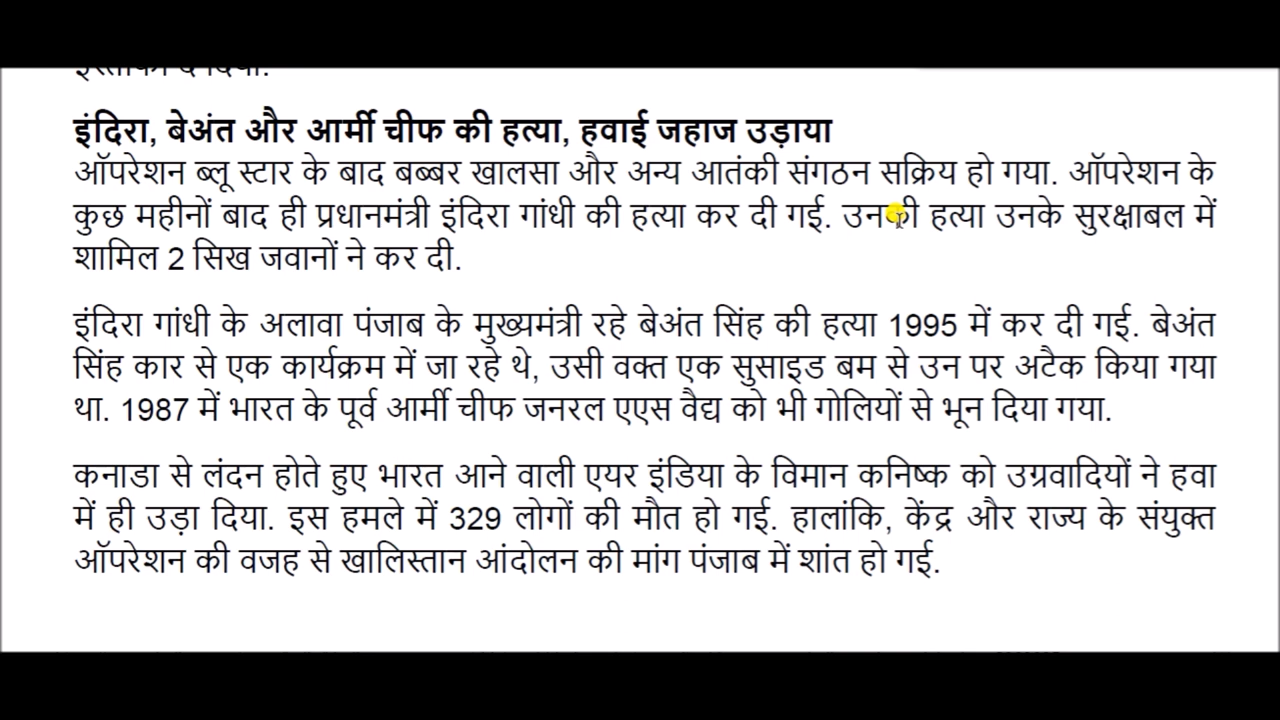 इंदिरा, बेअंत और आर्मी चीफ की हत्या, हवाई जहाज उड़ाया
ऑपरेशन ब्लू स्टार के बाद बब्बर खालसा और अन्य आतंकी संगठन सक्रिय हो गया. ऑपरेशन के
कुछ महीनों बाद ही प्रधानमंत्री इंदिरा गांधी की हत्या कर दी गई. उनकी हत्या उनके सुरक्षाबल में
शामिल 2 सिख जवानों ने कर दी.
इंदिरा गांधी के अलावा पंजाब के मुख्यमंत्री रहे बेअंत सिंह की हत्या 1995 में कर दी गई. बेअंत
सिंह कार से एक कार्यक्रम में जा रहे थे, उसी वक्त एक सुसाइड बम से उन पर अटैक किया गया
था. 1987 में भारत के पूर्व आर्मी चीफ जनरल एएस वैद्य को भी गोलियों से भून दिया गया.
कनाडा से लंदन होते हुए भारत आने वाली एयर इंडिया के विमान कनिष्क को उग्रवादियों ने हवा
में ही उड़ा दिया. इस हमले में 329 लोगों की मौत हो गई. हालांकि, केंद्र और राज्य के संयुक्त
ऑपरेशन की वजह से खालिस्तान आंदोलन की मांग पंजाब में शांत हो गई.